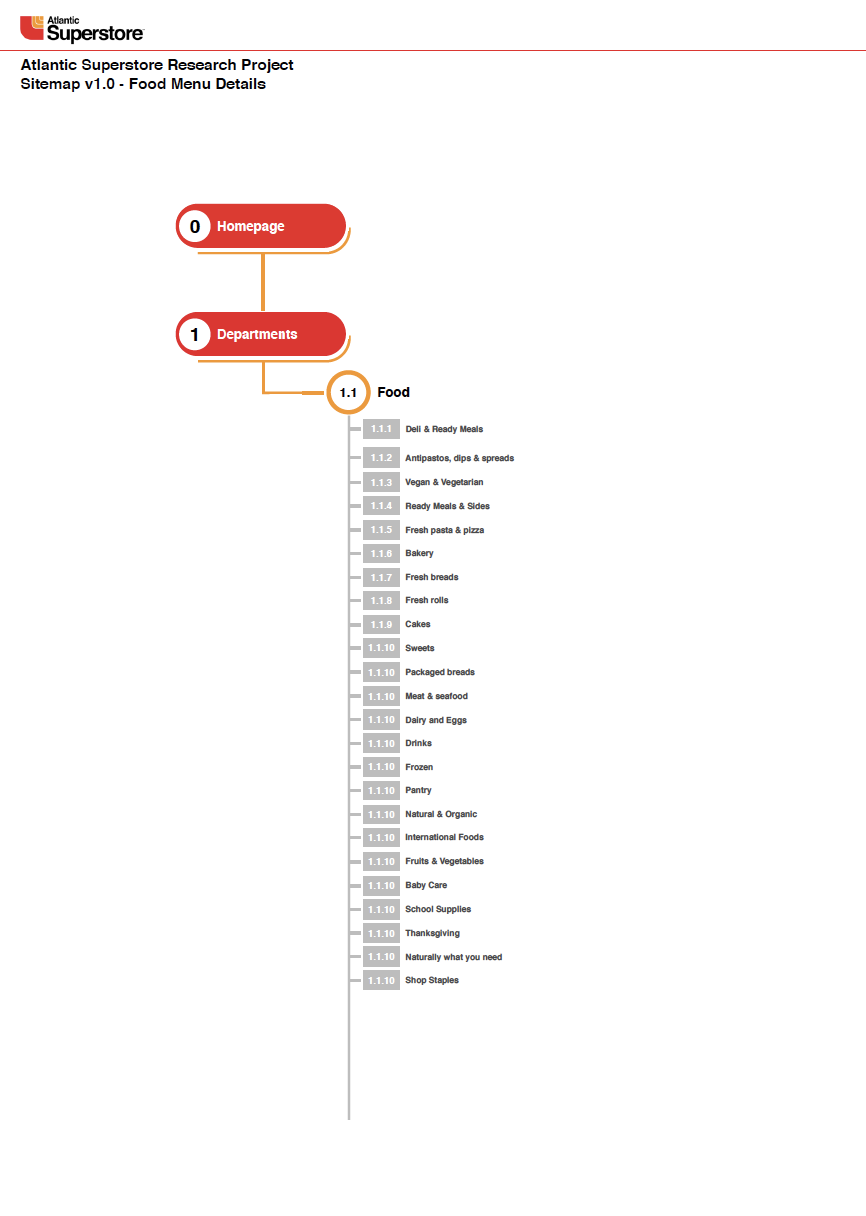 Atlantic
Superstore
Atlantic Superstore Research Project
Sitemap v1.0 - Food Menu Details
0 Homepage
1 Departments
1.1 Food
1.1.1 Deli & Ready Meals
1.1.2 Antipastos, dips & spreads
1.1.3 Vegan & Vegetarian
1.1.4 Ready Meals & Sides
1.1.5 Fresh pasta & pizza
1.1.6 Bakery
1.1.7 Fresh breads
1.1.8 Fresh rolls
1.1.9 Cakes
1.1.10 Sweets
1.1.10 Packaged breads
1.1.10 Meat & seafood
1.1.10 Dairy and Eggs
1.1.10 Drinks
1.1.10 Frozen
1.1.10 Pantry
1.1.10 Natural & Organic
1.1.10 International Foods
1.1.10 Fruits & Vegetables
1.1.10 Baby Care
1.1.10 School Supplies
1.1.10 Thanksgiving
1.1.10 Naturally what you need
1.1.10 Shop Staples